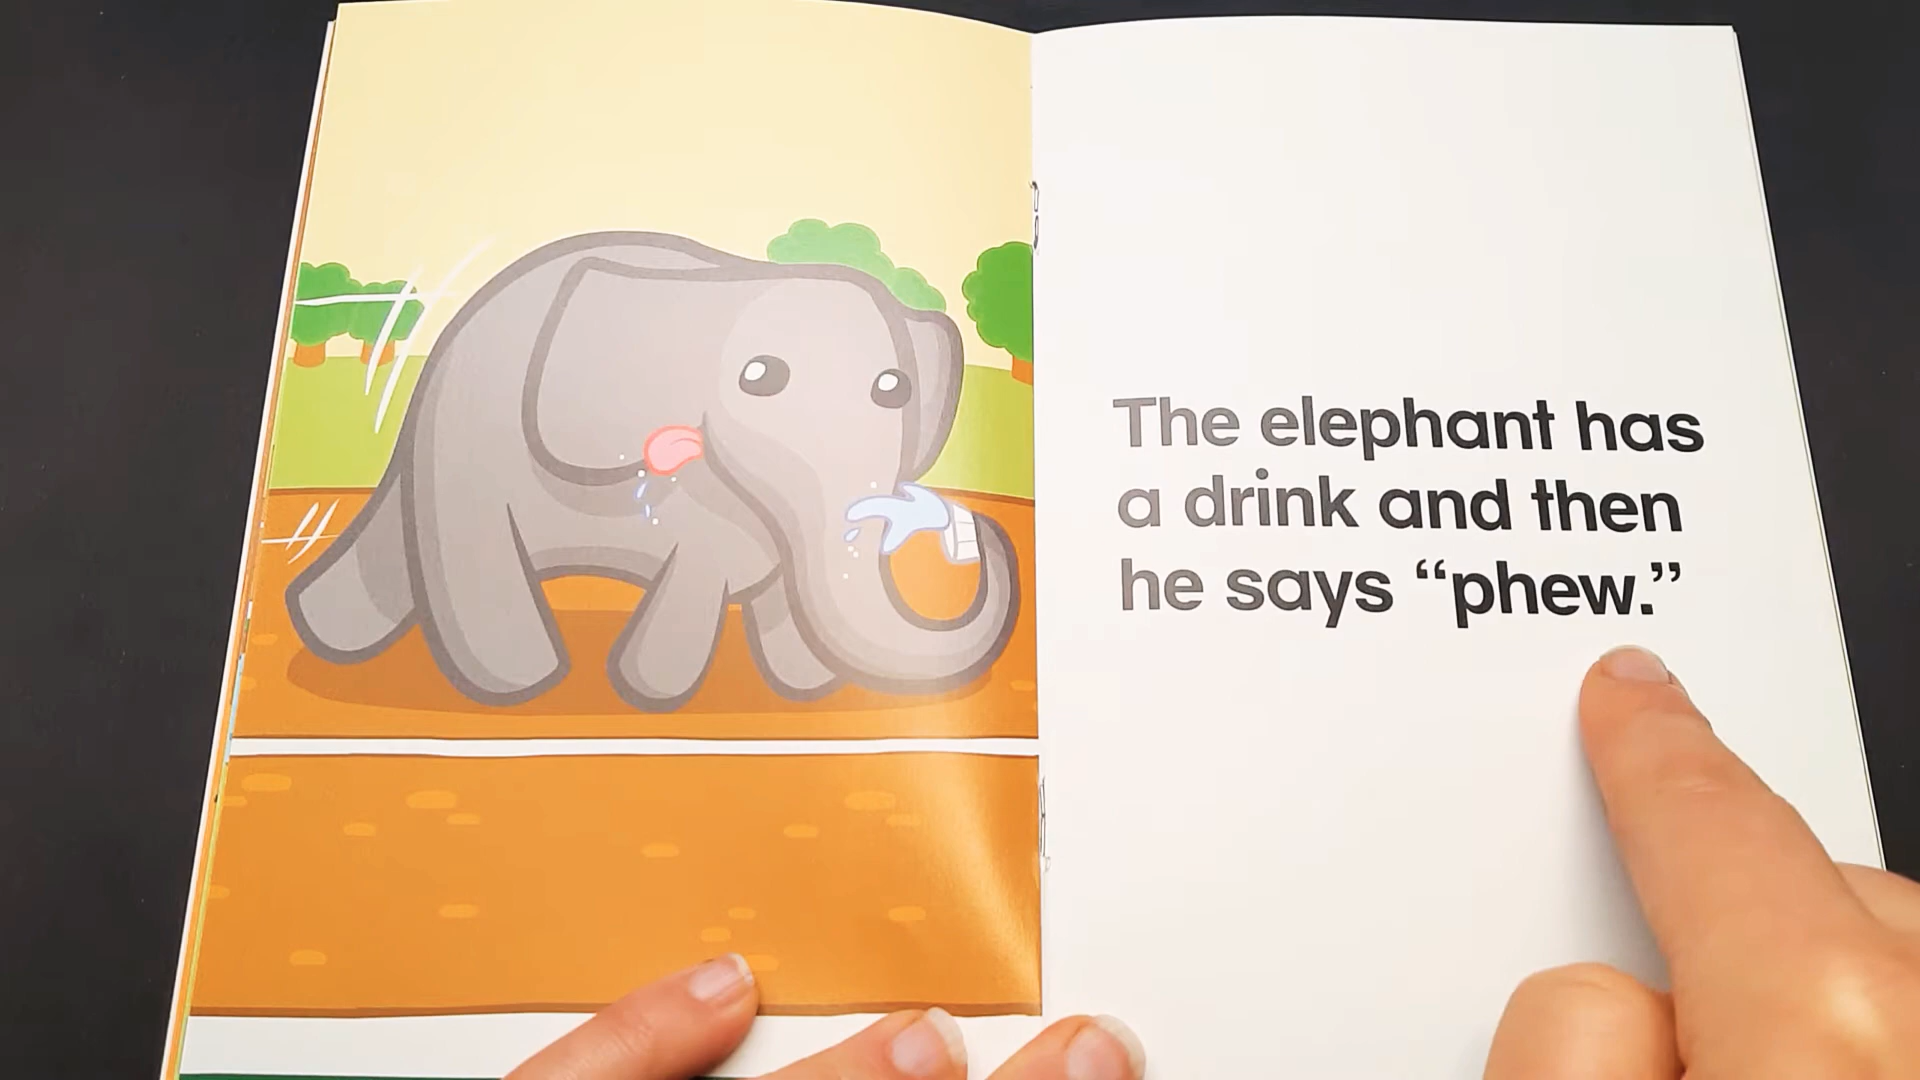 The elephant has
a drink and then
he says “phew.”